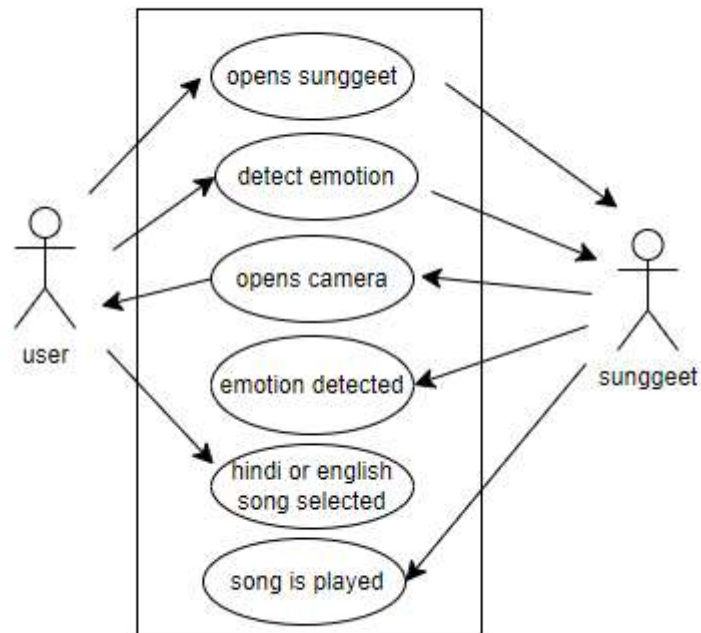 opens sunggeet
detect emotion
opens camera
user
sunggeet
emotion detected
hindi or english
song selected
song is played